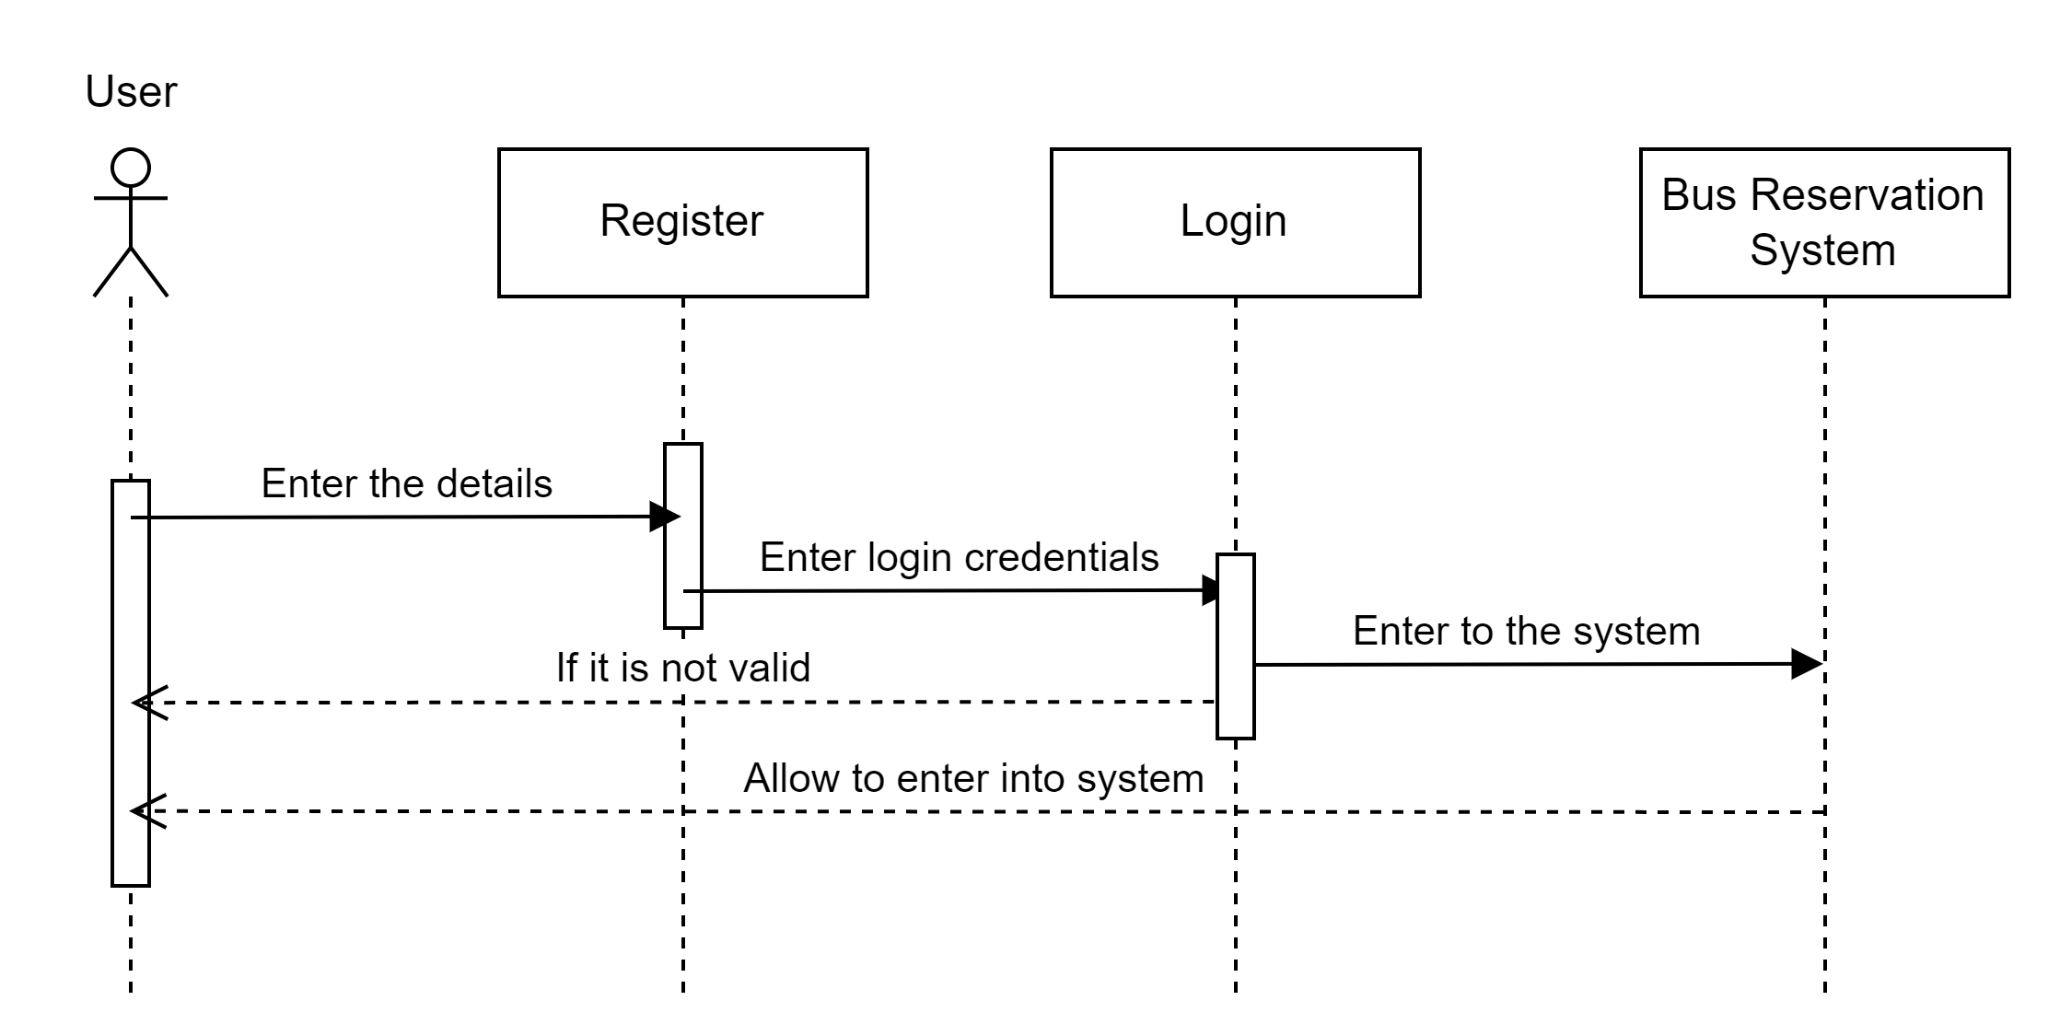 User
Register
Login
Bus Reservation
System
Enter the details
Enter login credentials
Enter to the system
If it is not valid
Allow to enter into system